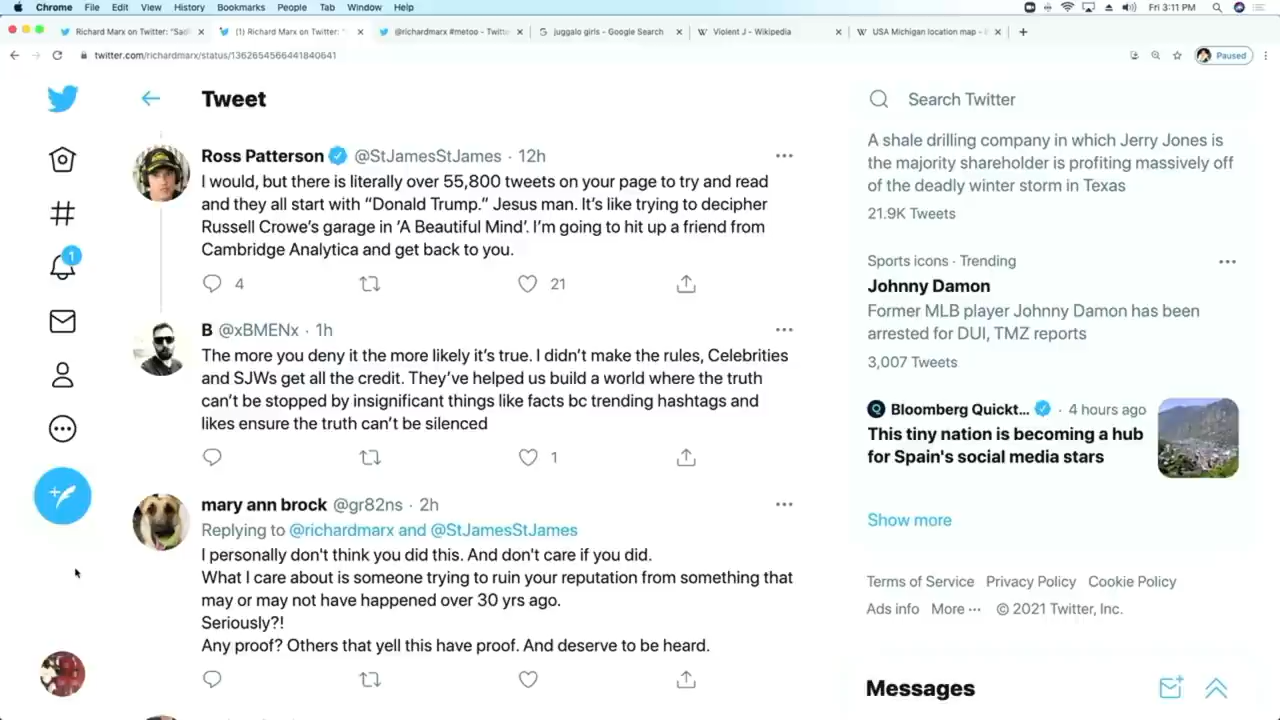 Chrome File Edit View History Bookmarks People Tab Window Help
Fri 3:11 PM
Richard Marx on Twitter: "Sad
(1) Richard Marx on Twitter: "
@richardmarx #metoo - Twitte
juggalo girls - Google Search
Violent J - Wikipedia
USA Michigan location map -
twitter.com/richardmarx/status/1362654566441840641
Paused
Tweet
Ross Patterson @StJamesStJames · 12h
I would, but there is literally over 55,800 tweets on your page to try and read
and they all start with “Donald Trump.” Jesus man. It’s like trying to decipher
Russell Crowe’s garage in ‘A Beautiful Mind’. I’m going to hit up a friend from
Cambridge Analytica and get back to you.
4 21
1
B @xBMENx · 1h
The more you deny it the more likely it’s true. I didn’t make the rules, Celebrities
and SJWs get all the credit. They’ve helped us build a world where the truth
can’t be stopped by insignificant things like facts bc trending hashtags and
likes ensure the truth can’t be silenced
1
mary ann brock @gr82ns · 2h
Replying to @richardmarx and @StJamesStJames
I personally don't think you did this. And don't care if you did.
What I care about is someone trying to ruin your reputation from something that
may or may not have happened over 30 yrs ago.
Seriously?!
Any proof? Others that yell this have proof. And deserve to be heard.
Search Twitter
A shale drilling company in which Jerry Jones is
the majority shareholder is profiting massively off
of the deadly winter storm in Texas
21.9K Tweets
Sports icons · Trending
Johnny Damon
Former MLB player Johnny Damon has been
arrested for DUI, TMZ reports
3,007 Tweets
Bloomberg Quickt... · 4 hours ago
This tiny nation is becoming a hub
for Spain's social media stars
Show more
Terms of Service Privacy Policy Cookie Policy
Ads info More ··· © 2021 Twitter, Inc.
Messages